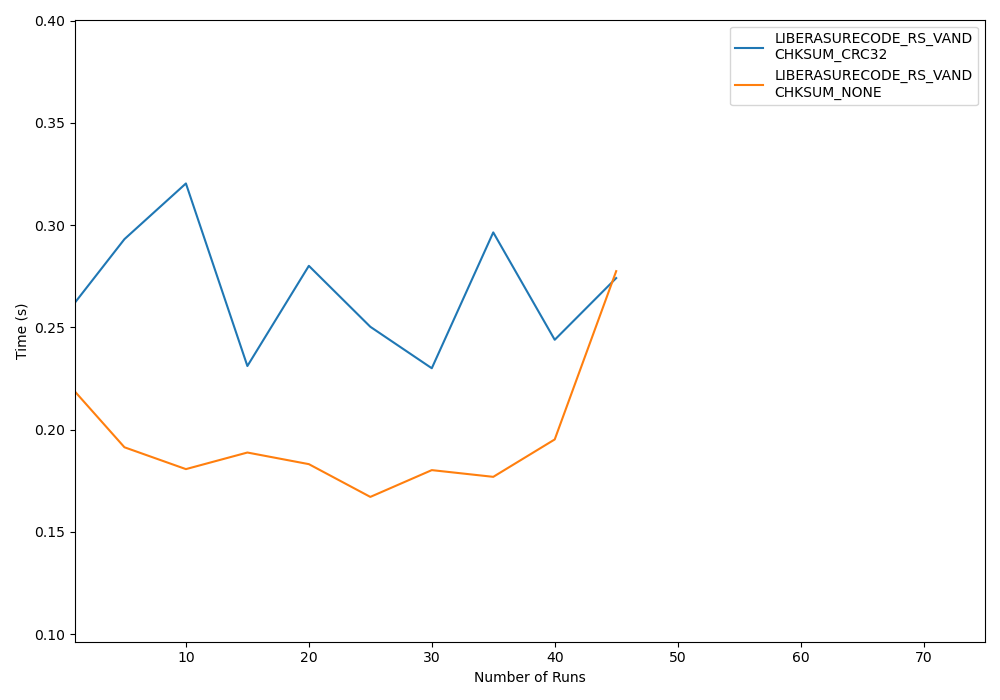 0.40
0.35
0.30
0.25
0.20
0.15
0.10
Time (s)
10 20 30 40 50 60 70
Number of Runs
LIBERASURECODE_RS_VAND
CHKSUM_CRC32
LIBERASURECODE_RS_VAND
CHKSUM_NONE